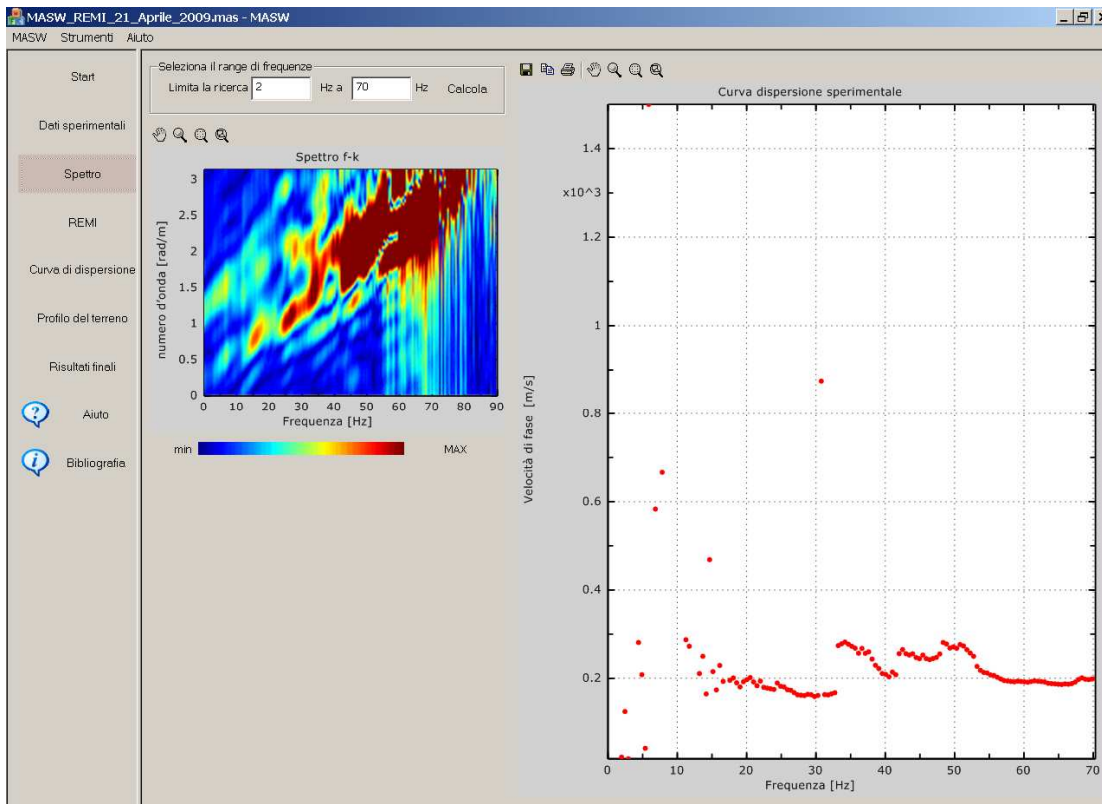 MASW_REMI_21_Aprile_2009.mas - MASW
MASW Strumenti Aiuto
Start
Dati sperimentali
Spettro
REMI
Curva di dispersione
Profilo del terreno
Risultati finali
Aiuto
Bibliografia
Seleziona il range di frequenze
Limita la ricerca 2 Hz a 70 Hz Calcola
Spettro f-k
numero d'onda [rad/m]
3
2.5
2
1.5
1
0.5
0
0 10 20 30 40 50 60 70 80 90
Frequenza [Hz]
min MAX
Curva dispersione sperimentale
Velocità di fase [m/s]
1.4
x10^3
1.2
1
0.8
0.6
0.4
0.2
0 10 20 30 40 50 60 70
Frequenza [Hz]